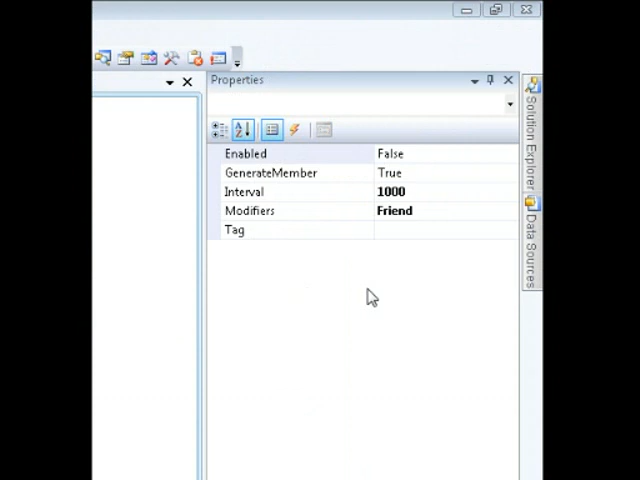 Properties
Enabled False
GenerateMember True
Interval 1000
Modifiers Friend
Tag
Solution Explorer
Data Sources